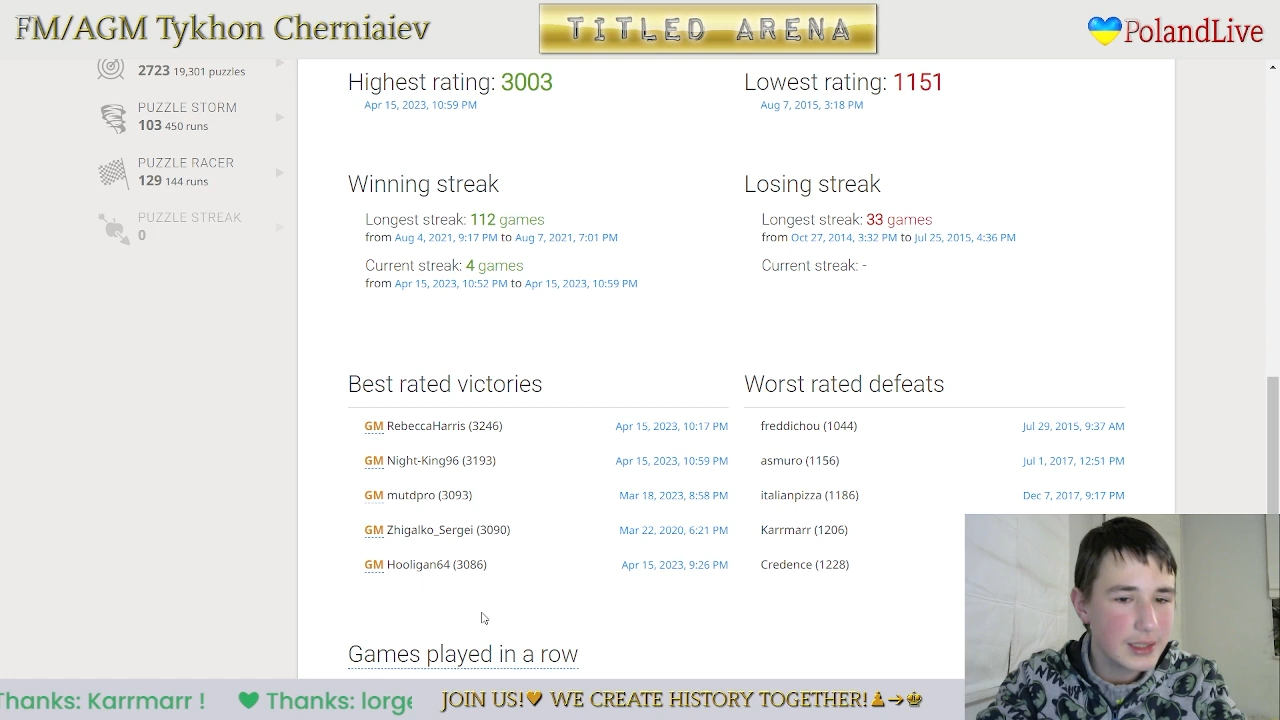 FM/AGM Tykhon Cherniaiev
TITLED ARENA
PolandLive
2723 19,301 puzzles
PUZZLE STORM
103 450 runs
PUZZLE RACER
129 144 runs
PUZZLE STREAK
0
Highest rating: 3003
Apr 15, 2023, 10:59 PM
Lowest rating: 1151
Aug 7, 2015, 3:18 PM
Winning streak
Longest streak: 112 games
from Aug 4, 2021, 9:17 PM to Aug 7, 2021, 7:01 PM
Current streak: 4 games
from Apr 15, 2023, 10:52 PM to Apr 15, 2023, 10:59 PM
Losing streak
Longest streak: 33 games
from Oct 27, 2014, 3:32 PM to Jul 25, 2015, 4:36 PM
Current streak: -
Best rated victories
GM RebeccaHarris (3246) Apr 15, 2023, 10:17 PM
GM Night-King96 (3193) Apr 15, 2023, 10:59 PM
GM mutdpro (3093) Mar 18, 2023, 8:58 PM
GM Zhigalko_Sergei (3090) Mar 22, 2020, 6:21 PM
GM Hooligan64 (3086) Apr 15, 2023, 9:26 PM
Worst rated defeats
freddichou (1044) Jul 29, 2015, 9:37 AM
asmuro (1156) Jul 1, 2017, 12:51 PM
italianpizza (1186) Dec 7, 2017, 9:17 PM
Karrmarr (1206)
Credence (1228)
Games played in a row
Thanks: Karrmarr ! Thanks: lorge
JOIN US! WE CREATE HISTORY TOGETHER!